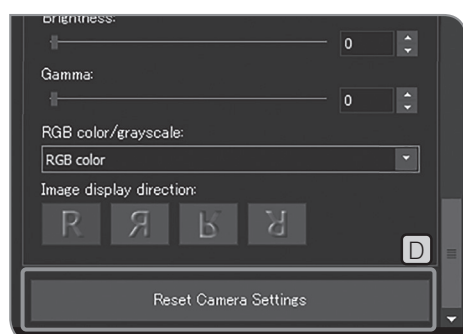 Brightness:
0
Gamma:
0
RGB color/grayscale:
RGB color
Image display direction:
R Я
D
Reset Camera Settings